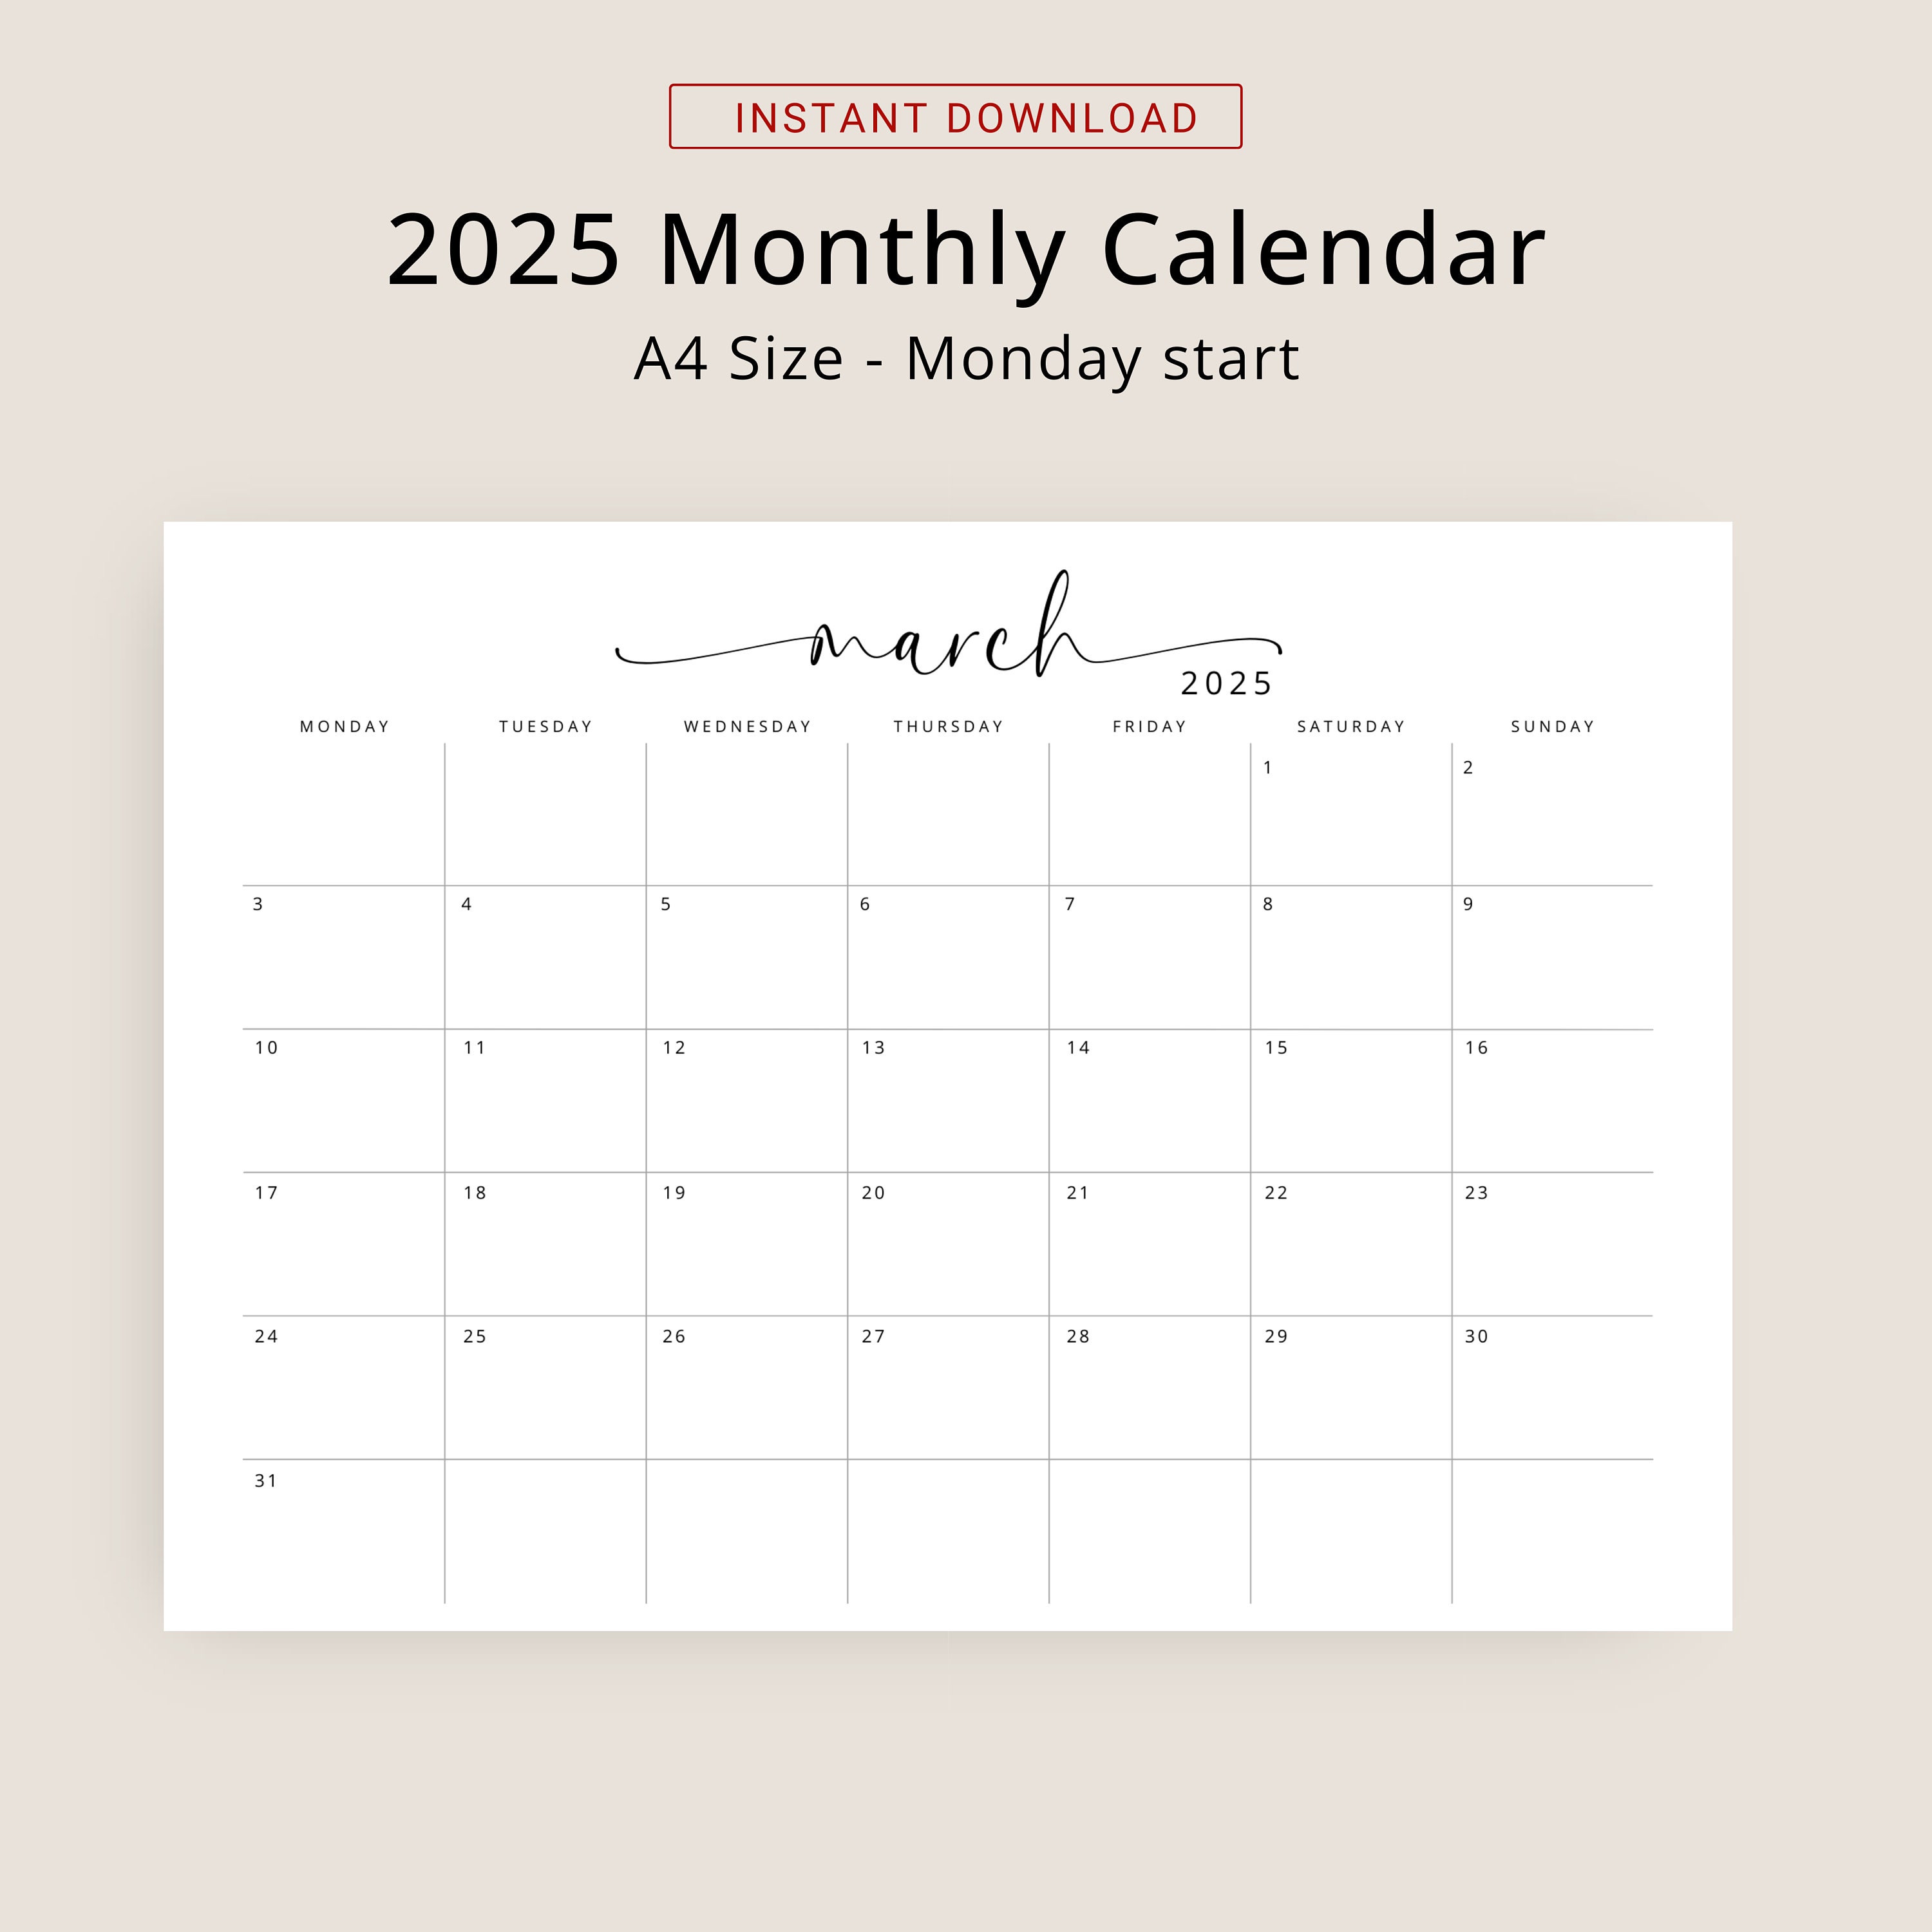 INSTANT DOWNLOAD
2025 Monthly Calendar
A4 Size - Monday start
march
2025
MONDAY TUESDAY WEDNESDAY THURSDAY FRIDAY SATURDAY SUNDAY
1 2
3 4 5 6 7 8 9
10 11 12 13 14 15 16
17 18 19 20 21 22 23
24 25 26 27 28 29 30
31